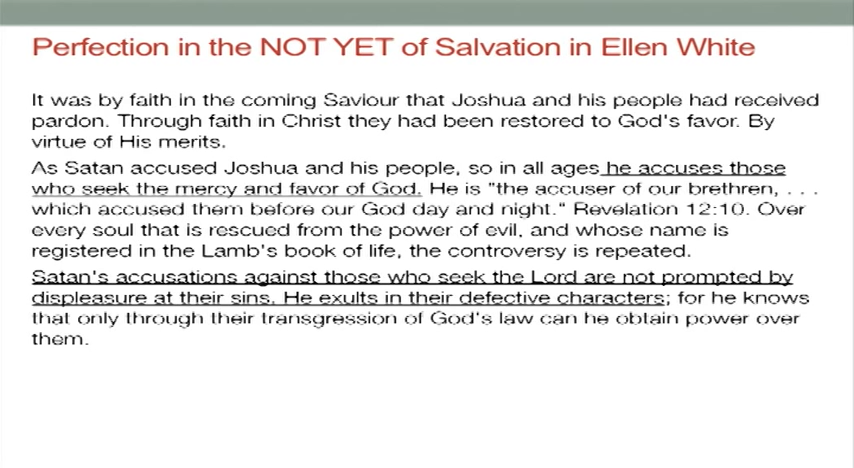 Perfection in the NOT YET of Salvation in Ellen White
It was by faith in the coming Saviour that Joshua and his people had received
pardon. Through faith in Christ they had been restored to God's favor. By
virtue of His merits.
As Satan accused Joshua and his people, so in all ages he accuses those
who seek the mercy and favor of God. He is "the accuser of our brethren, . . .
which accused them before our God day and night." Revelation 12:10. Over
every soul that is rescued from the power of evil, and whose name is
registered in the Lamb's book of life, the controversy is repeated.
Satan's accusations against those who seek the Lord are not prompted by
displeasure at their sins. He exults in their defective characters; for he knows
that only through their transgression of God's law can he obtain power over
them.